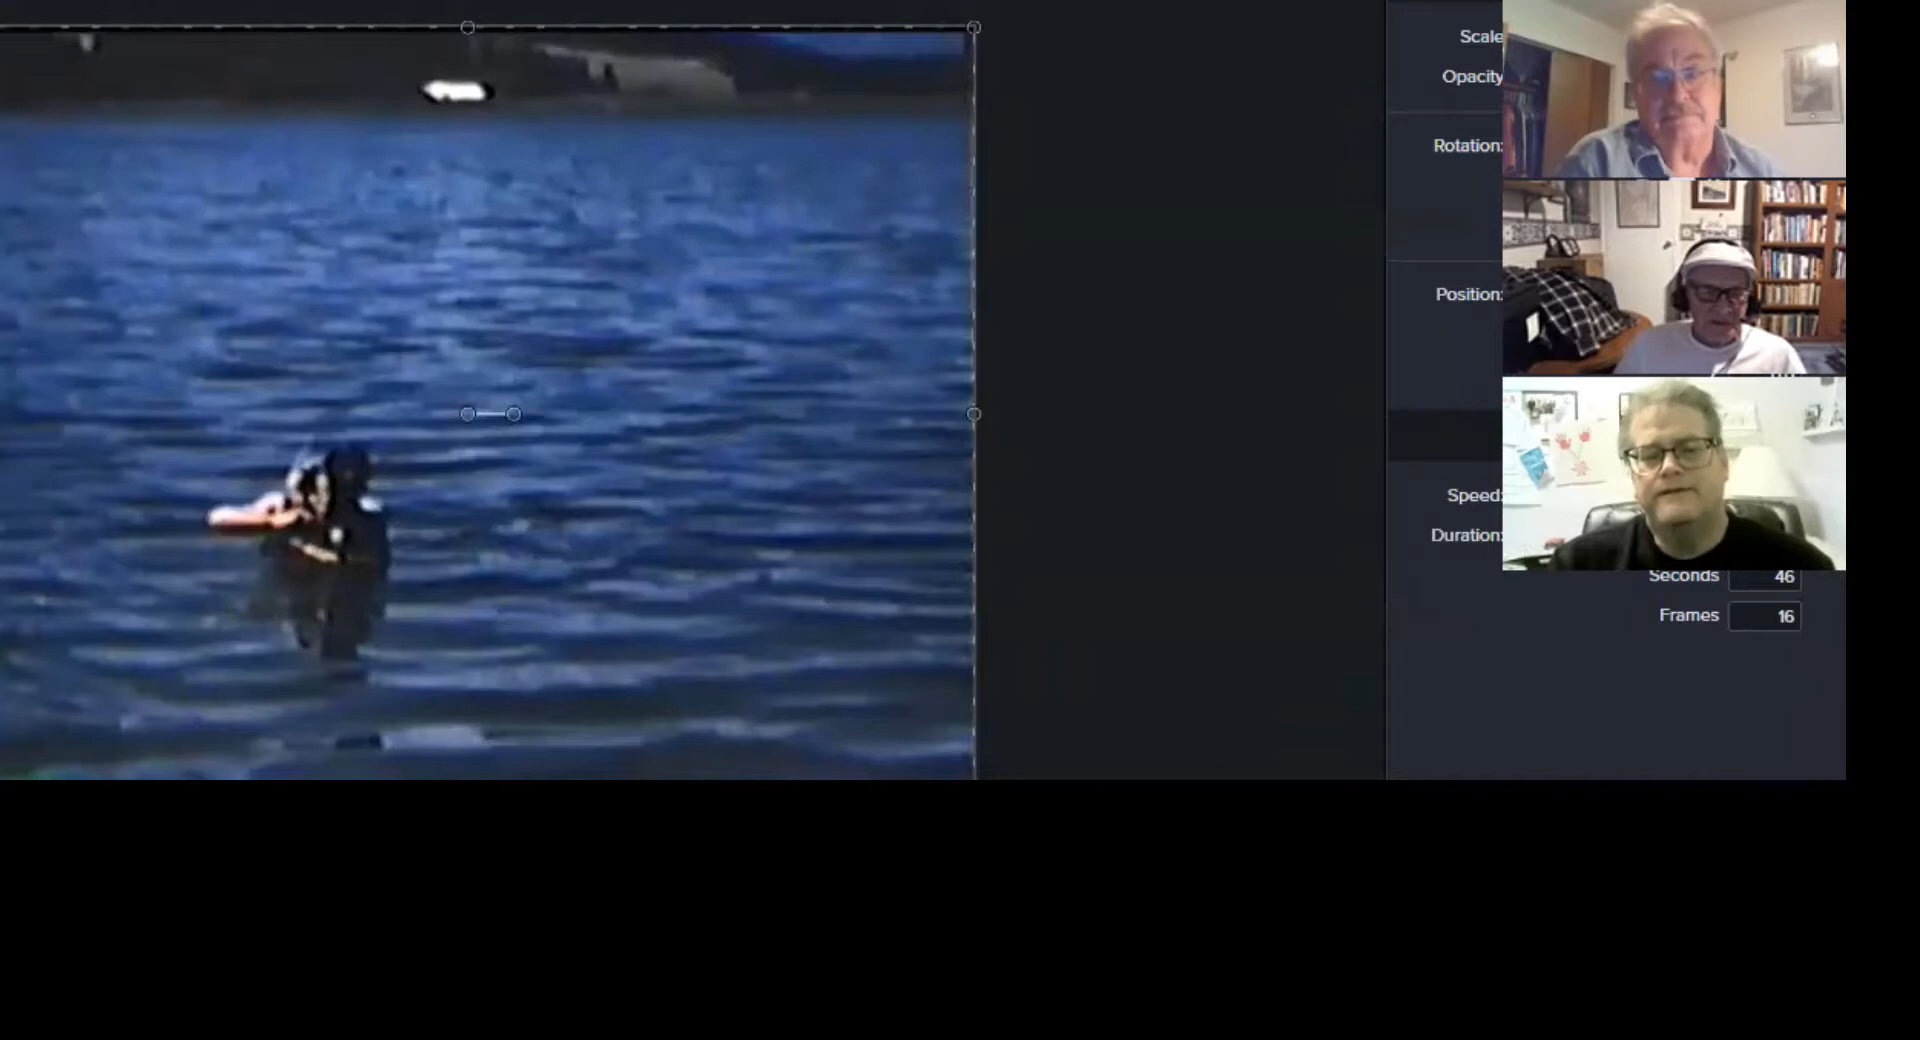 Scale
Opacity
Rotation:
Position:
Speed:
Duration:
Seconds 46
Frames 16